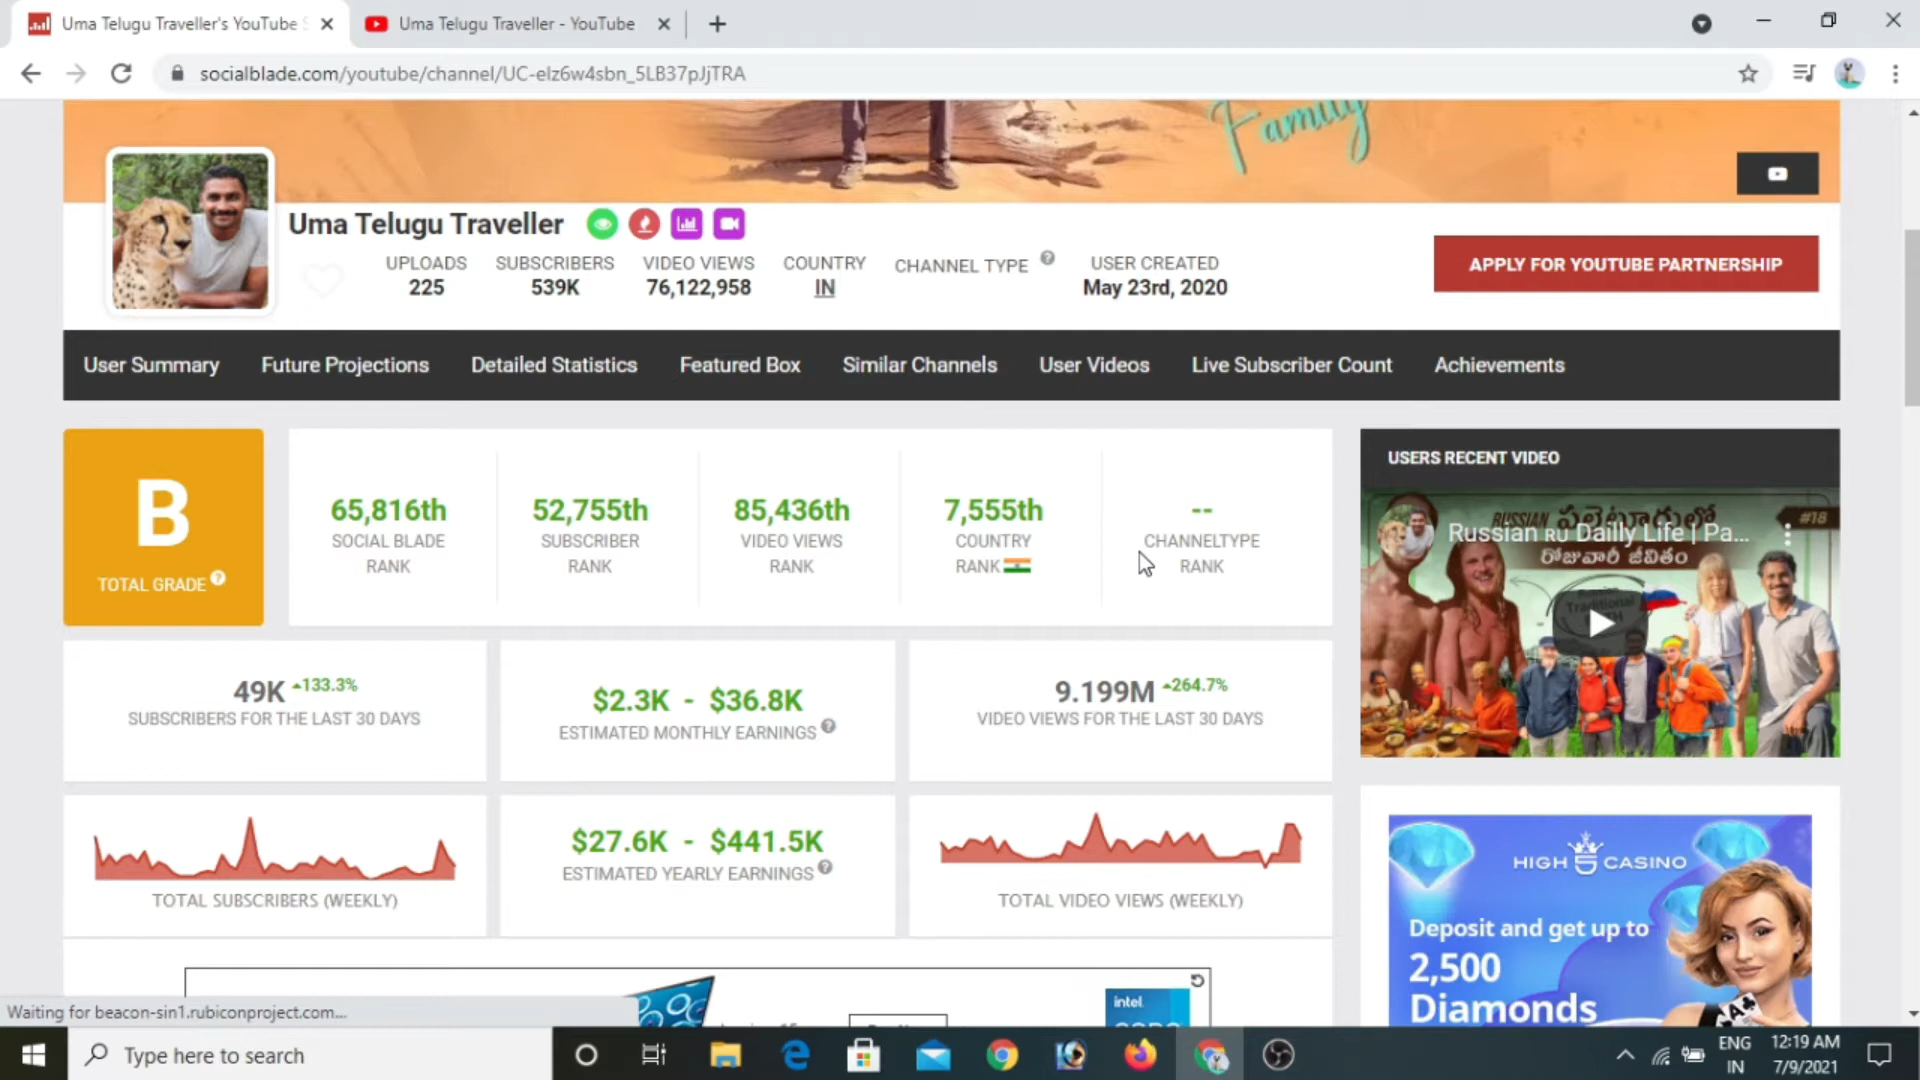 Uma Telugu Traveller's YouTube S
Uma Telugu Traveller - YouTube
socialblade.com/youtube/channel/UC-elz6w4sbn_5LB37pJjTRA
Family
Uma Telugu Traveller
UPLOADS
225
SUBSCRIBERS
539K
VIDEO VIEWS
76,122,958
COUNTRY
IN
CHANNEL TYPE
USER CREATED
May 23rd, 2020
APPLY FOR YOUTUBE PARTNERSHIP
User Summary
Future Projections
Detailed Statistics
Featured Box
Similar Channels
User Videos
Live Subscriber Count
Achievements
B
TOTAL GRADE
65,816th
SOCIAL BLADE
RANK
52,755th
SUBSCRIBER
RANK
85,436th
VIDEO VIEWS
RANK
7,555th
COUNTRY
RANK
--
CHANNELTYPE
RANK
USERS RECENT VIDEO
Russian RU Dailly Life | Pa...
RUSSIAN పల్లెటూరులో
#18
రోజువారీ జీవితం
49K 133.3%
SUBSCRIBERS FOR THE LAST 30 DAYS
$2.3K - $36.8K
ESTIMATED MONTHLY EARNINGS
9.199M 264.7%
VIDEO VIEWS FOR THE LAST 30 DAYS
TOTAL SUBSCRIBERS (WEEKLY)
$27.6K - $441.5K
ESTIMATED YEARLY EARNINGS
TOTAL VIDEO VIEWS (WEEKLY)
HIGH 5 CASINO
Deposit and get up to
2,500
Diamonds
intel
Waiting for beacon-sin1.rubiconproject.com...
Type here to search
ENG
IN
12:19 AM
7/9/2021